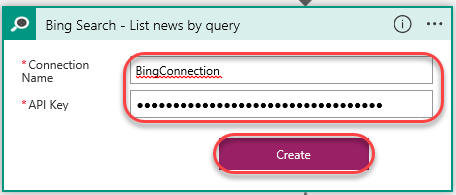 Bing Search - List news by query
*Connection Name
BingConnection
*API Key
●●●●●●●●●●●●●●●●●●●●●●●●●●●●●●●●●●
Create